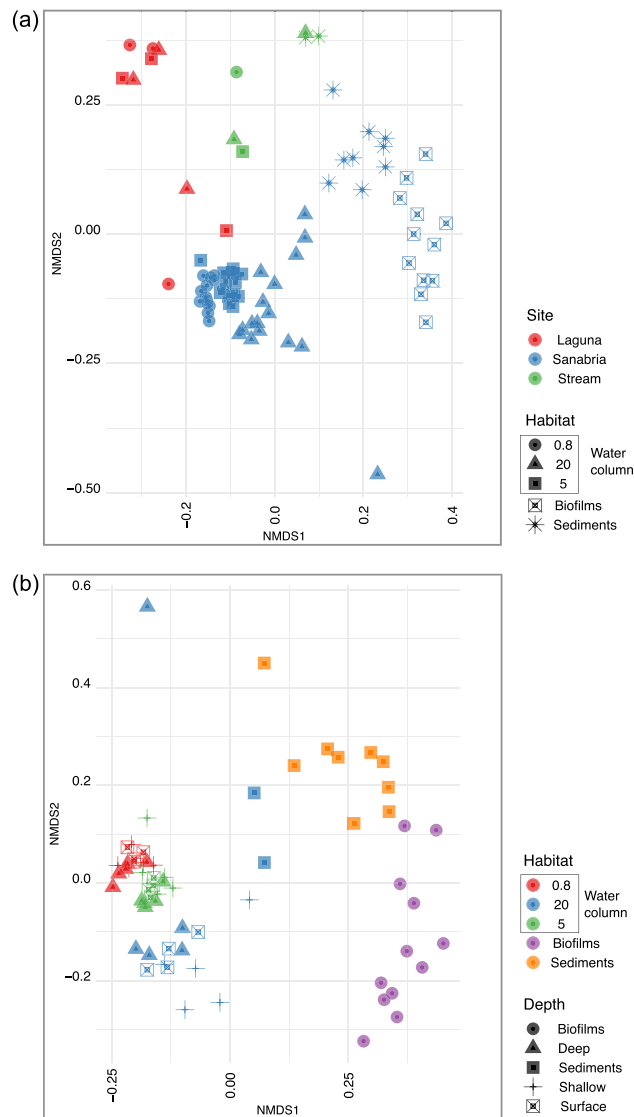 (a)
0.25
0.00
−0.25
−0.50
NMDS2
−0.2
0.0
0.2
0.4
NMDS1
Site
Laguna
Sanabria
Stream
Habitat
0.8
20
5
Water
column
Biofilms
Sediments
(b)
0.6
0.4
0.2
0.0
−0.2
NMDS2
−0.25
0.00
0.25
NMDS1
Habitat
0.8
20
5
Water
column
Biofilms
Sediments
Depth
Biofilms
Deep
Sediments
Shallow
Surface